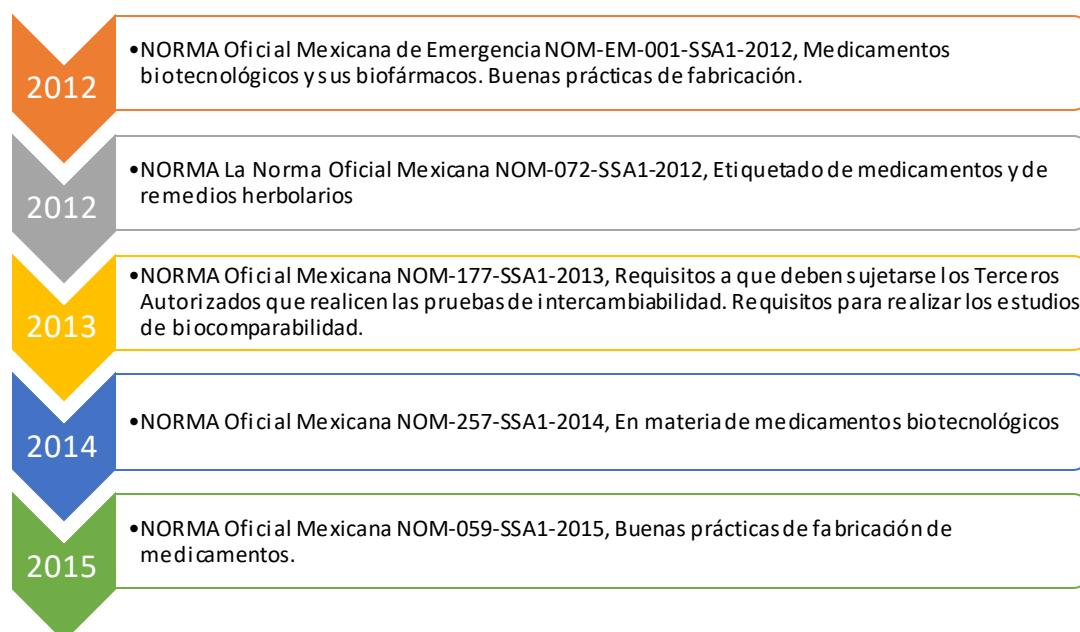 2012
•NORMA Oficial Mexicana de Emergencia NOM-EM-001-SSA1-2012, Medicamentos
biotecnológicos y sus biofármacos. Buenas prácticas de fabricación.
2012
•NORMA La Norma Oficial Mexicana NOM-072-SSA1-2012, Etiquetado de medicamentos y de
remedios herbolarios
2013
•NORMA Oficial Mexicana NOM-177-SSA1-2013, Requisitos a que deben sujetarse los Terceros
Autorizados que realicen las pruebas de intercambiabilidad. Requisitos para realizar los estudios
de biocomparabilidad.
2014
•NORMA Oficial Mexicana NOM-257-SSA1-2014, En materia de medicamentos biotecnológicos
2015
•NORMA Oficial Mexicana NOM-059-SSA1-2015, Buenas prácticas de fabricación de
medicamentos.